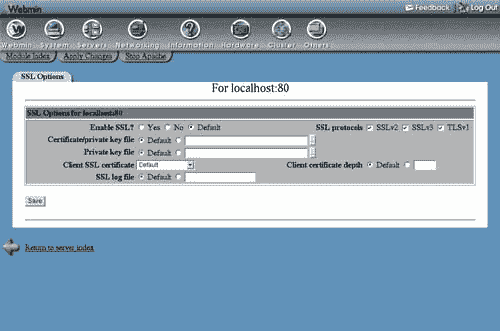 Webmin
Feedback Log Out
Webmin System Servers Networking Information Hardware Cluster Others
Module Index Apply Changes Stop Apache
SSL Options
For localhost:80
SSL Options for localhost:80
Enable SSL? Yes No Default SSL protocols SSLv2 SSLv3 TLSv1
Certificate/private key file Default
Private key file Default
Client SSL certificate Default Client certificate depth Default
SSL log file Default
Save
Return to server index